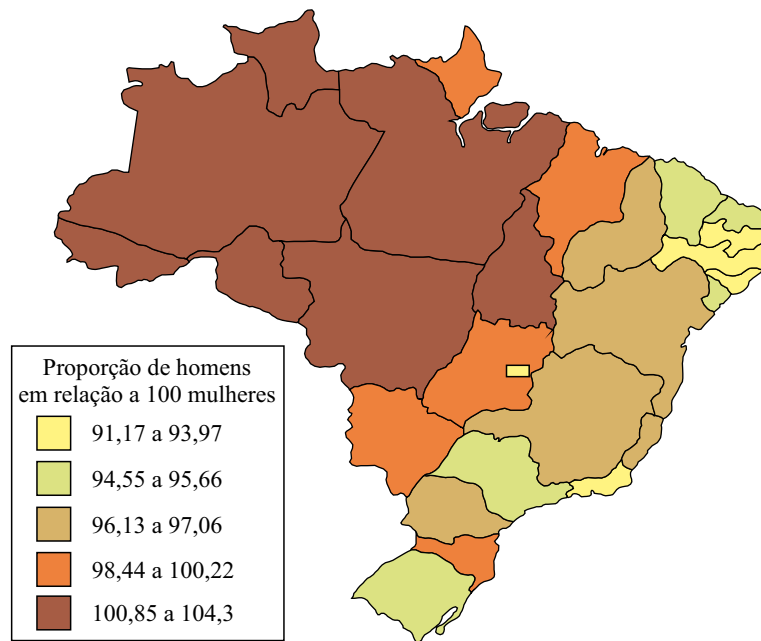 Proporção de homens
em relação a 100 mulheres
91,17 a 93,97
94,55 a 95,66
96,13 a 97,06
98,44 a 100,22
100,85 a 104,3